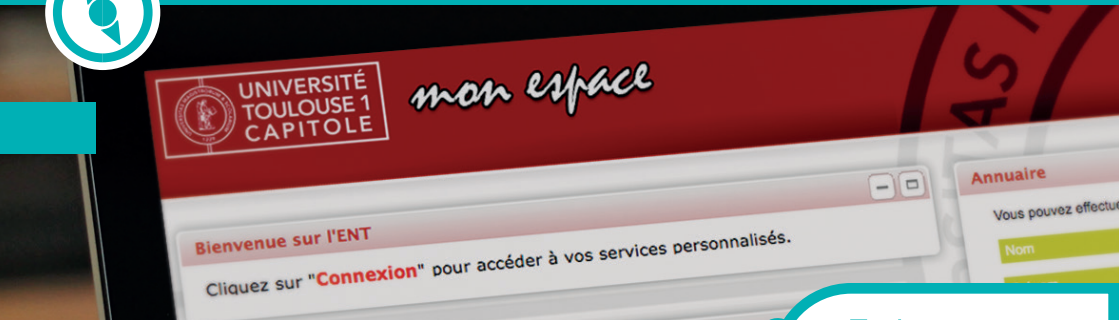 UNIVERSITÉ
TOULOUSE 1
CAPITOLE
mon espace
Bienvenue sur l'ENT
Cliquez sur "Connexion" pour accéder à vos services personnalisés.
Annuaire
Vous pouvez effectue
Nom